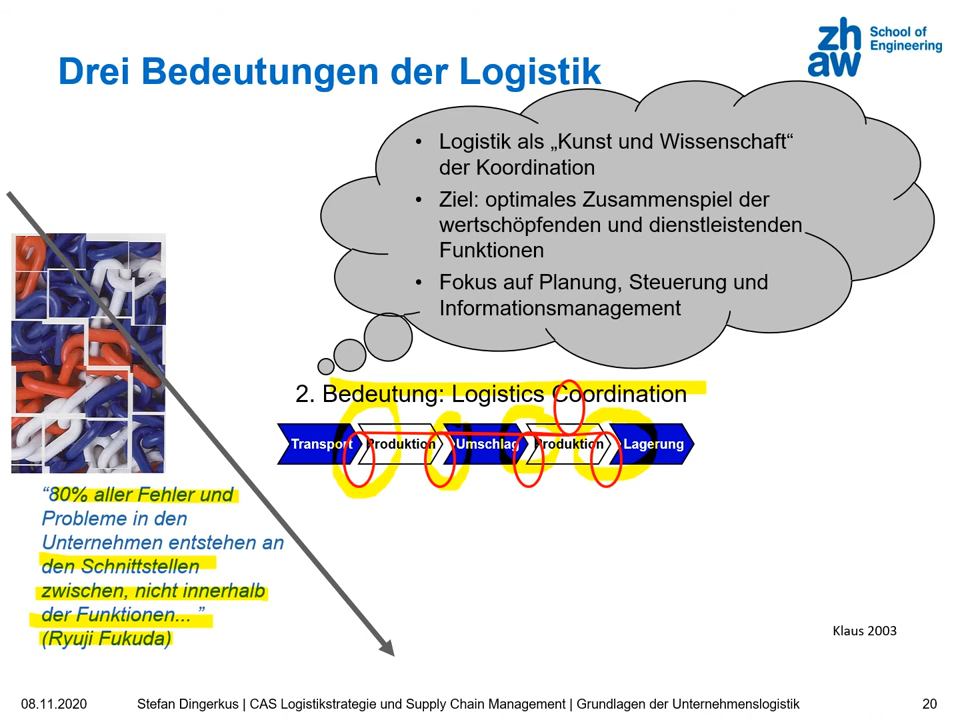 zh
aw
School of
Engineering
Drei Bedeutungen der Logistik
• Logistik als „Kunst und Wissenschaft“
der Koordination
• Ziel: optimales Zusammenspiel der
wertschöpfenden und dienstleistenden
Funktionen
• Fokus auf Planung, Steuerung und
Informationsmanagement
2. Bedeutung: Logistics Coordination
Transport Produktion Umschlag Produktion Lagerung
“80% aller Fehler und
Probleme in den
Unternehmen entstehen an
den Schnittstellen
zwischen, nicht innerhalb
der Funktionen... ”
(Ryuji Fukuda)
Klaus 2003
08.11.2020 Stefan Dingerkus | CAS Logistikstrategie und Supply Chain Management | Grundlagen der Unternehmenslogistik 20